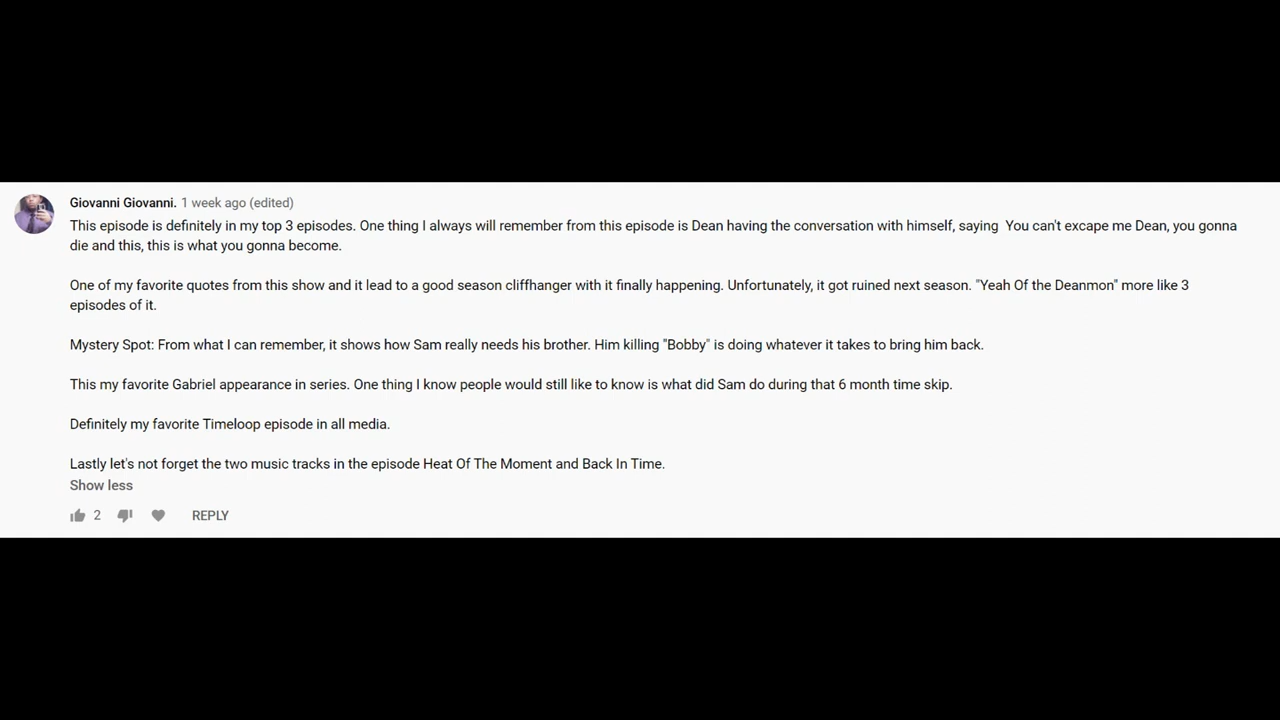 Giovanni Giovanni. 1 week ago (edited)
This episode is definitely in my top 3 episodes. One thing I always will remember from this episode is Dean having the conversation with himself, saying  You can't excape me Dean, you gonna
die and this, this is what you gonna become.
One of my favorite quotes from this show and it lead to a good season cliffhanger with it finally happening. Unfortunately, it got ruined next season. "Yeah Of the Deanmon" more like 3
episodes of it.
Mystery Spot: From what I can remember, it shows how Sam really needs his brother. Him killing "Bobby" is doing whatever it takes to bring him back.
This my favorite Gabriel appearance in series. One thing I know people would still like to know is what did Sam do during that 6 month time skip.
Definitely my favorite Timeloop episode in all media.
Lastly let's not forget the two music tracks in the episode Heat Of The Moment and Back In Time.
Show less
2 REPLY